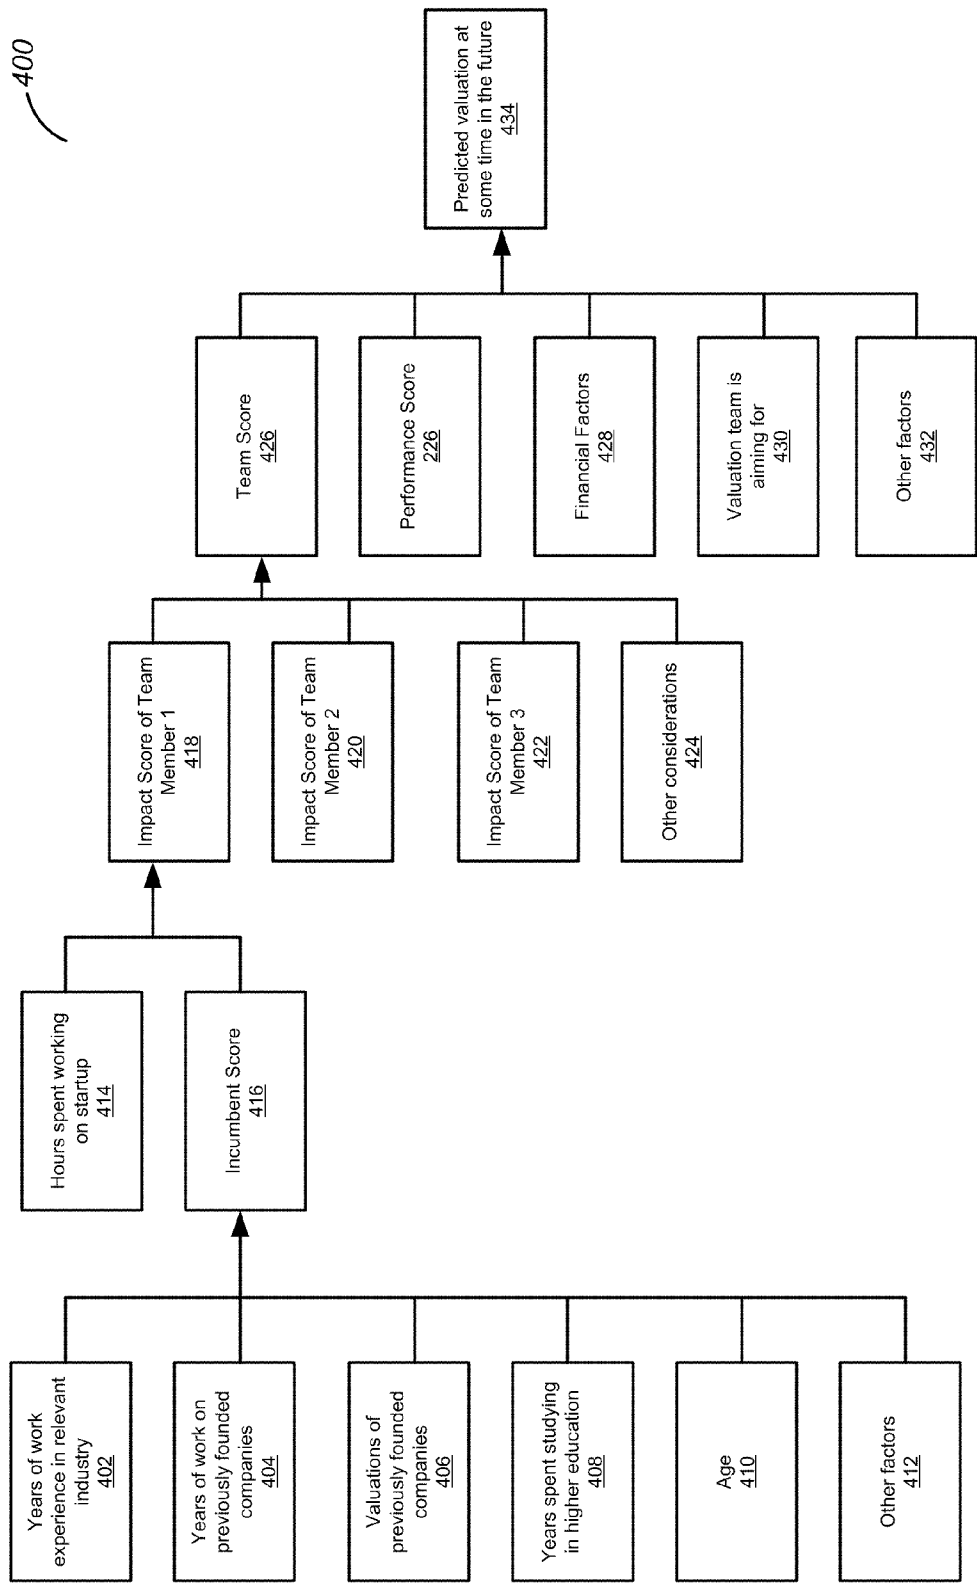 400
Years of work
experience in relevant
industry
402
Years of work on
previously founded
companies
404
Valuations of
previously founded
companies
406
Years spent studying
in higher education
408
Age
410
Other factors
412
Hours spent working
on startup
414
Incumbent Score
416
Impact Score of Team
Member 1
418
Impact Score of Team
Member 2
420
Impact Score of Team
Member 3
422
Other considerations
424
Team Score
426
Performance Score
226
Financial Factors
428
Valuation team is
aiming for
430
Other factors
432
Predicted valuation at
some time in the future
434